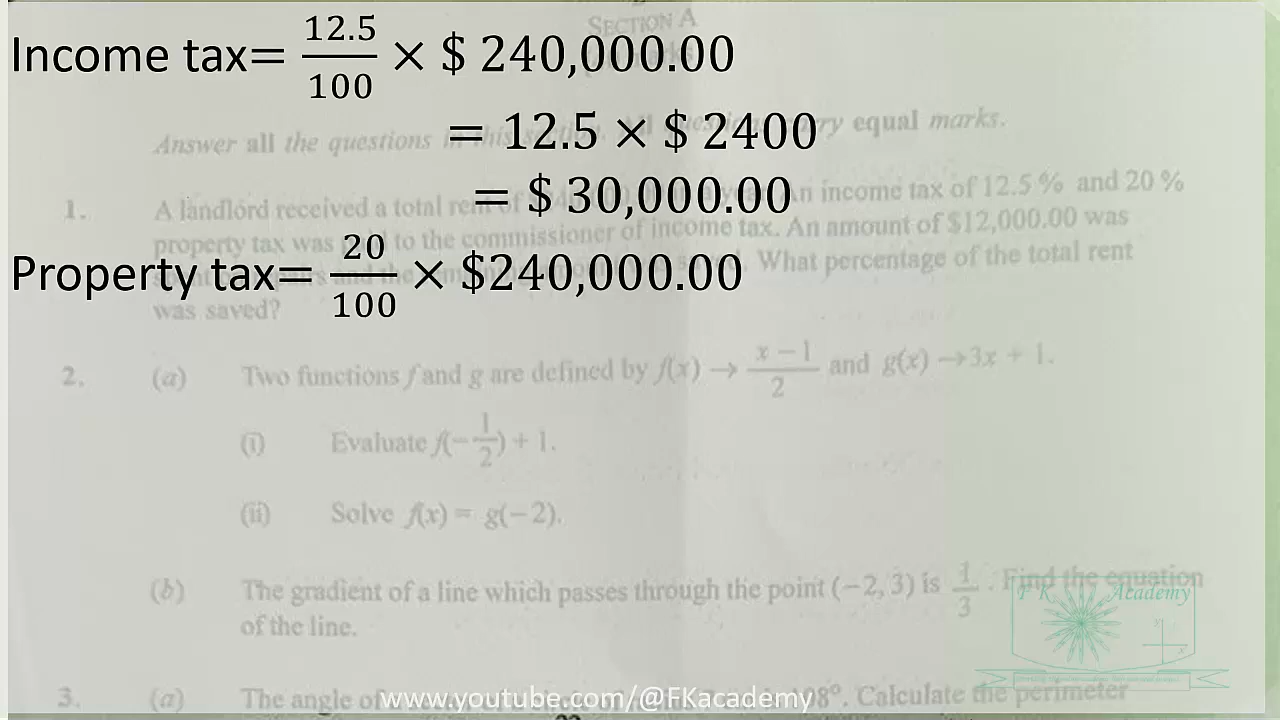 SECTION A
Income tax= 12.5/100 × $ 240,000.00
= 12.5 × $ 2400
Answer all the questions in this section. All questions carry equal marks.
= $ 30,000.00
1. A landlord received a total rent of in a year. An income tax of 12.5 % and 20 %
property tax was paid to the commissioner of income tax. An amount of $12,000.00 was
Property tax= 20/100 × $240,000.00
and the What percentage of the total rent
was saved?
2. (a) Two functions f and g are defined by f(x) → x − 1/2 and g(x) → 3x + 1.
(i) Evaluate f(−1/2) + 1.
(ii) Solve f(x) = g(−2).
(b) The gradient of a line which passes through the point (−2, 3) is 1/3 . Find the equation
of the line.
FK Academy
3. (a) The angle of 08°. Calculate the perimeter
www.youtube.com/@FKacademy